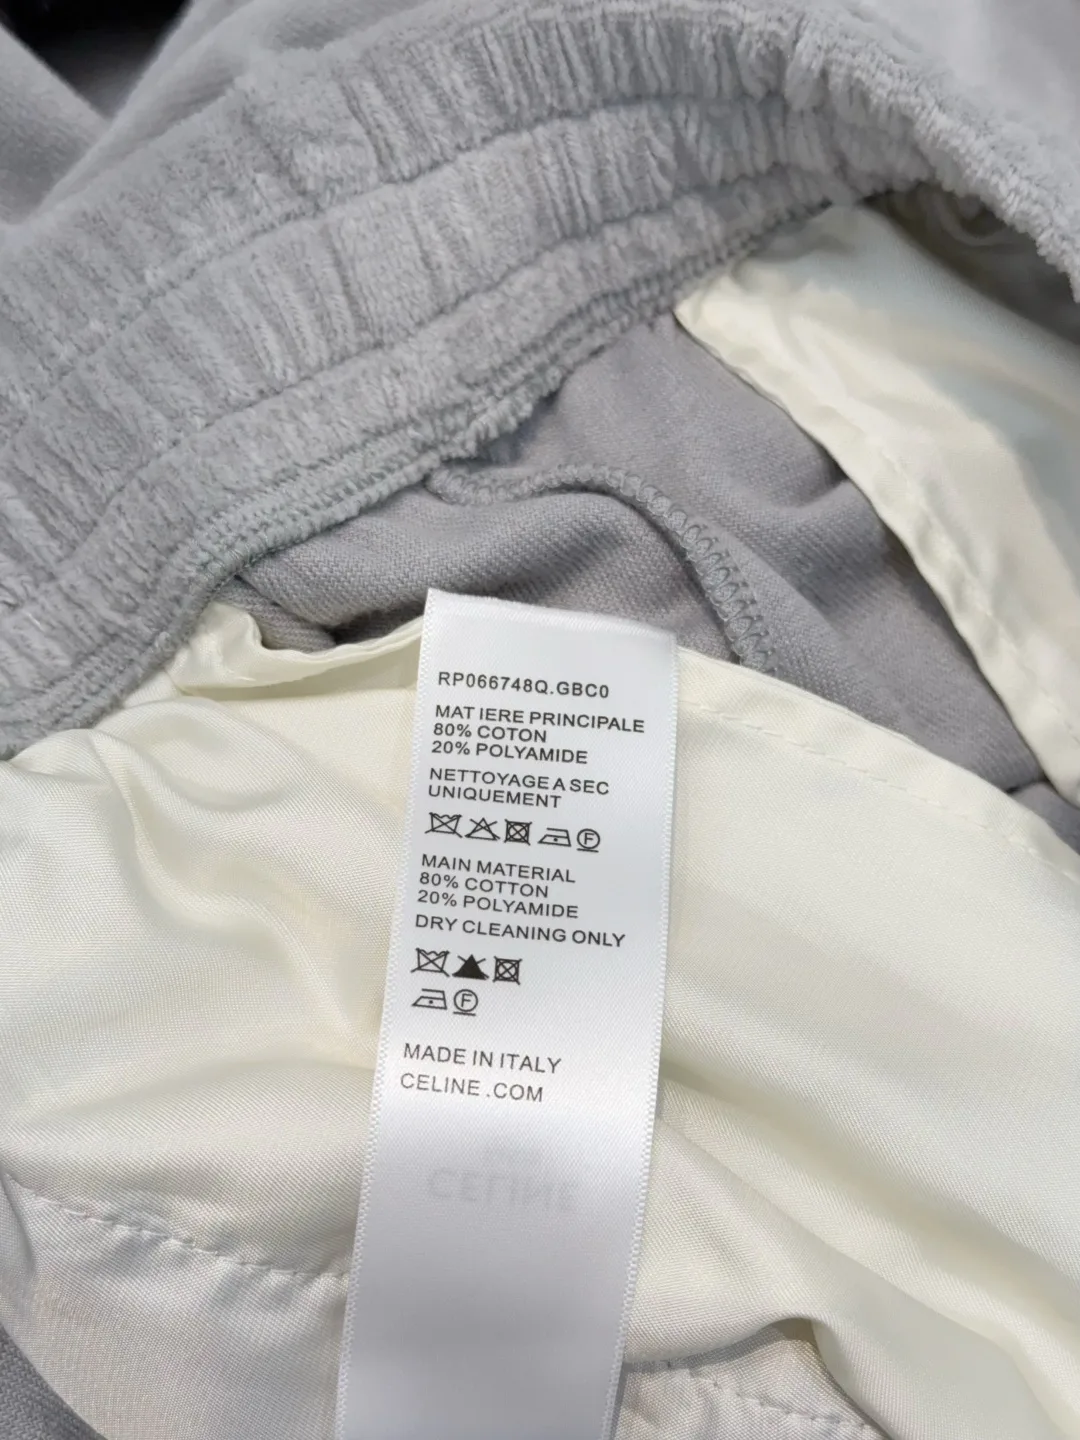 RP066748Q.GBC0
MAT IERE PRINCIPALE
80% COTON
20% POLYAMIDE
NETTOYAGE A SEC
UNIQUEMENT
F
MAIN MATERIAL
80% COTTON
20% POLYAMIDE
DRY CLEANING ONLY
F
MADE IN ITALY
CELINE .COM
CELINE